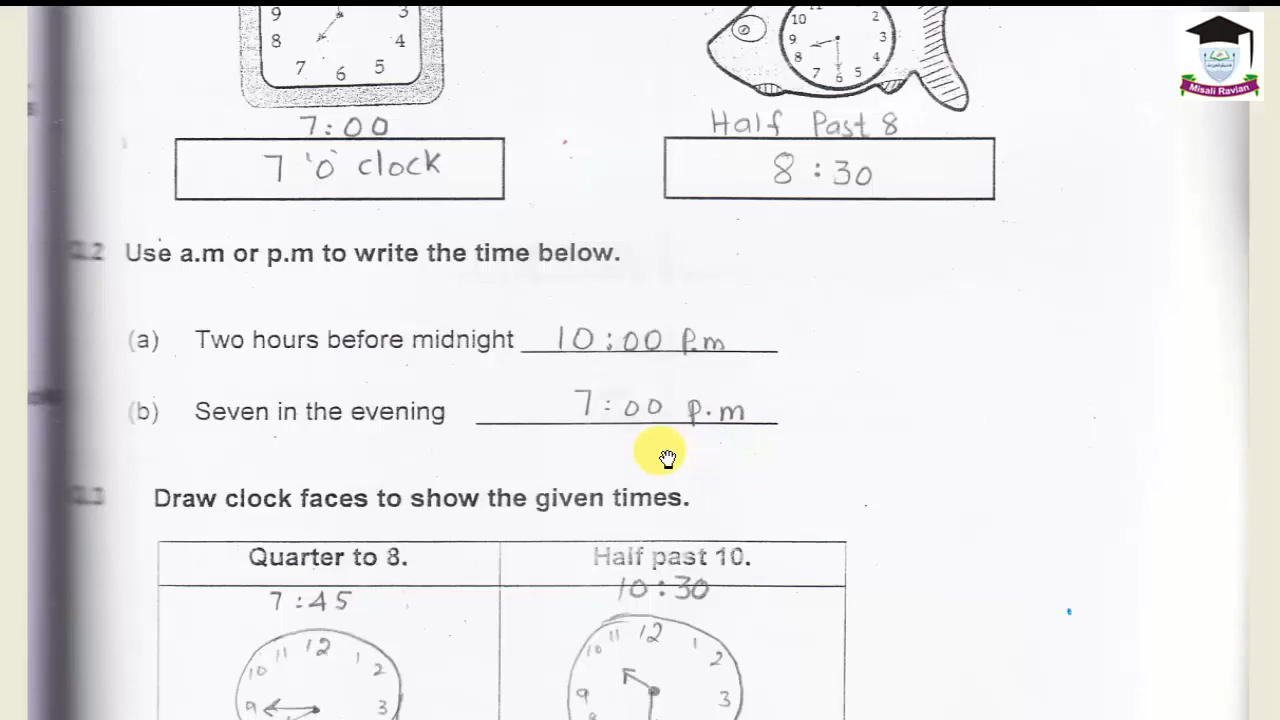 9 3
8 4
7 6 5
11
10 2
9 3
8 4
7 6 5
Misali Ravian
7:00
7 'O' clock
Half Past 8
8:30
Q.2 Use a.m or p.m to write the time below.
(a) Two hours before midnight 10:00 P.m
(b) Seven in the evening 7:00 p.m
Q.3 Draw clock faces to show the given times.
Quarter to 8. Half past 10.
7:45 10:30
12
11 1
10 2
9 3
12
11 1
10 2
9 3
8